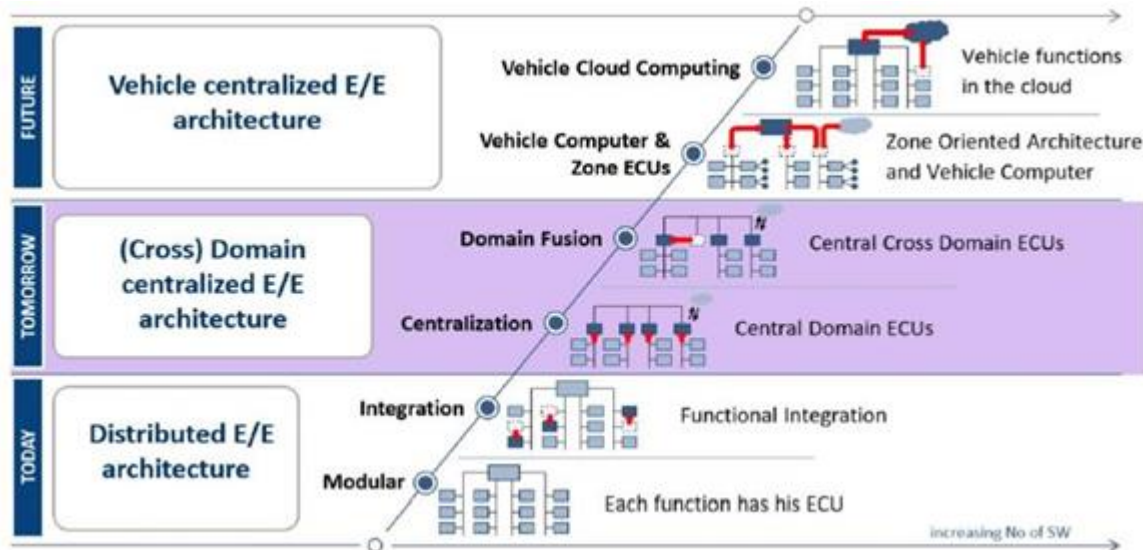 FUTURE
Vehicle centralized E/E
architecture
Vehicle Cloud Computing
Vehicle functions
in the cloud
Vehicle Computer &
Zone ECUs
Zone Oriented Architecture
and Vehicle Computer
TOMORROW
(Cross) Domain
centralized E/E
architecture
Domain Fusion
Central Cross Domain ECUs
Centralization
Central Domain ECUs
TODAY
Distributed E/E
architecture
Integration
Functional Integration
Modular
Each function has his ECU
increasing No of SW